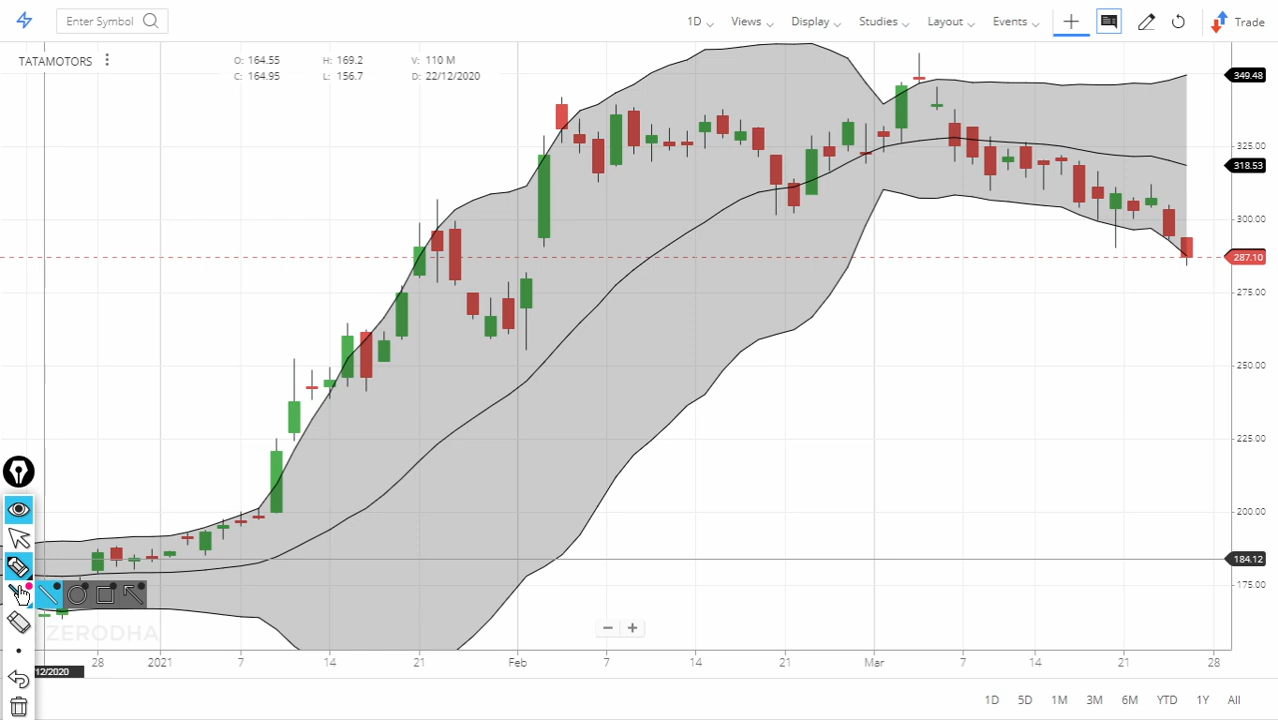 Enter Symbol
1D Views Display Studies Layout Events Trade
TATAMOTORS
O: 164.55 H: 169.2 V: 110 M
C: 164.95 L: 156.7 D: 22/12/2020
349.48
325.00
318.53
300.00
287.10
275.00
250.00
225.00
200.00
184.12
175.00
ZERODHA
28 2021 7 14 21 Feb 7 14 21 Mar 7 14 21 28
12/2020
1D 5D 1M 3M 6M YTD 1Y All